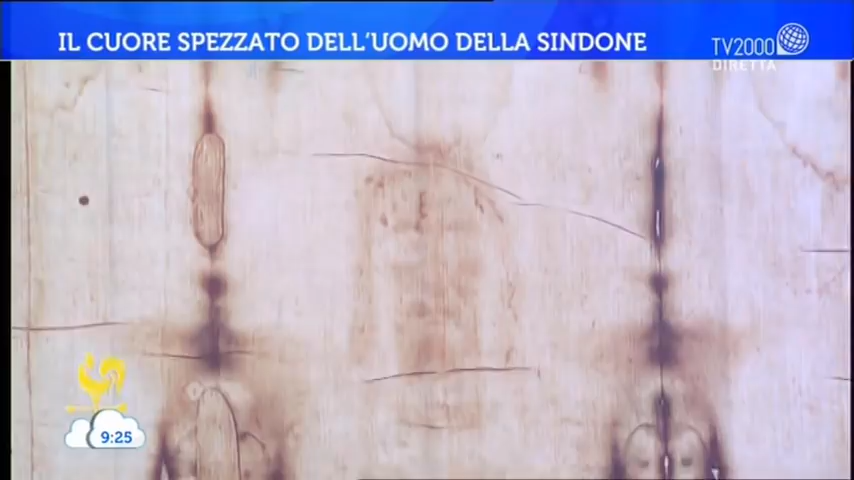 IL CUORE SPEZZATO DELL'UOMO DELLA SINDONE
TV2000
DIRETTA
9:25